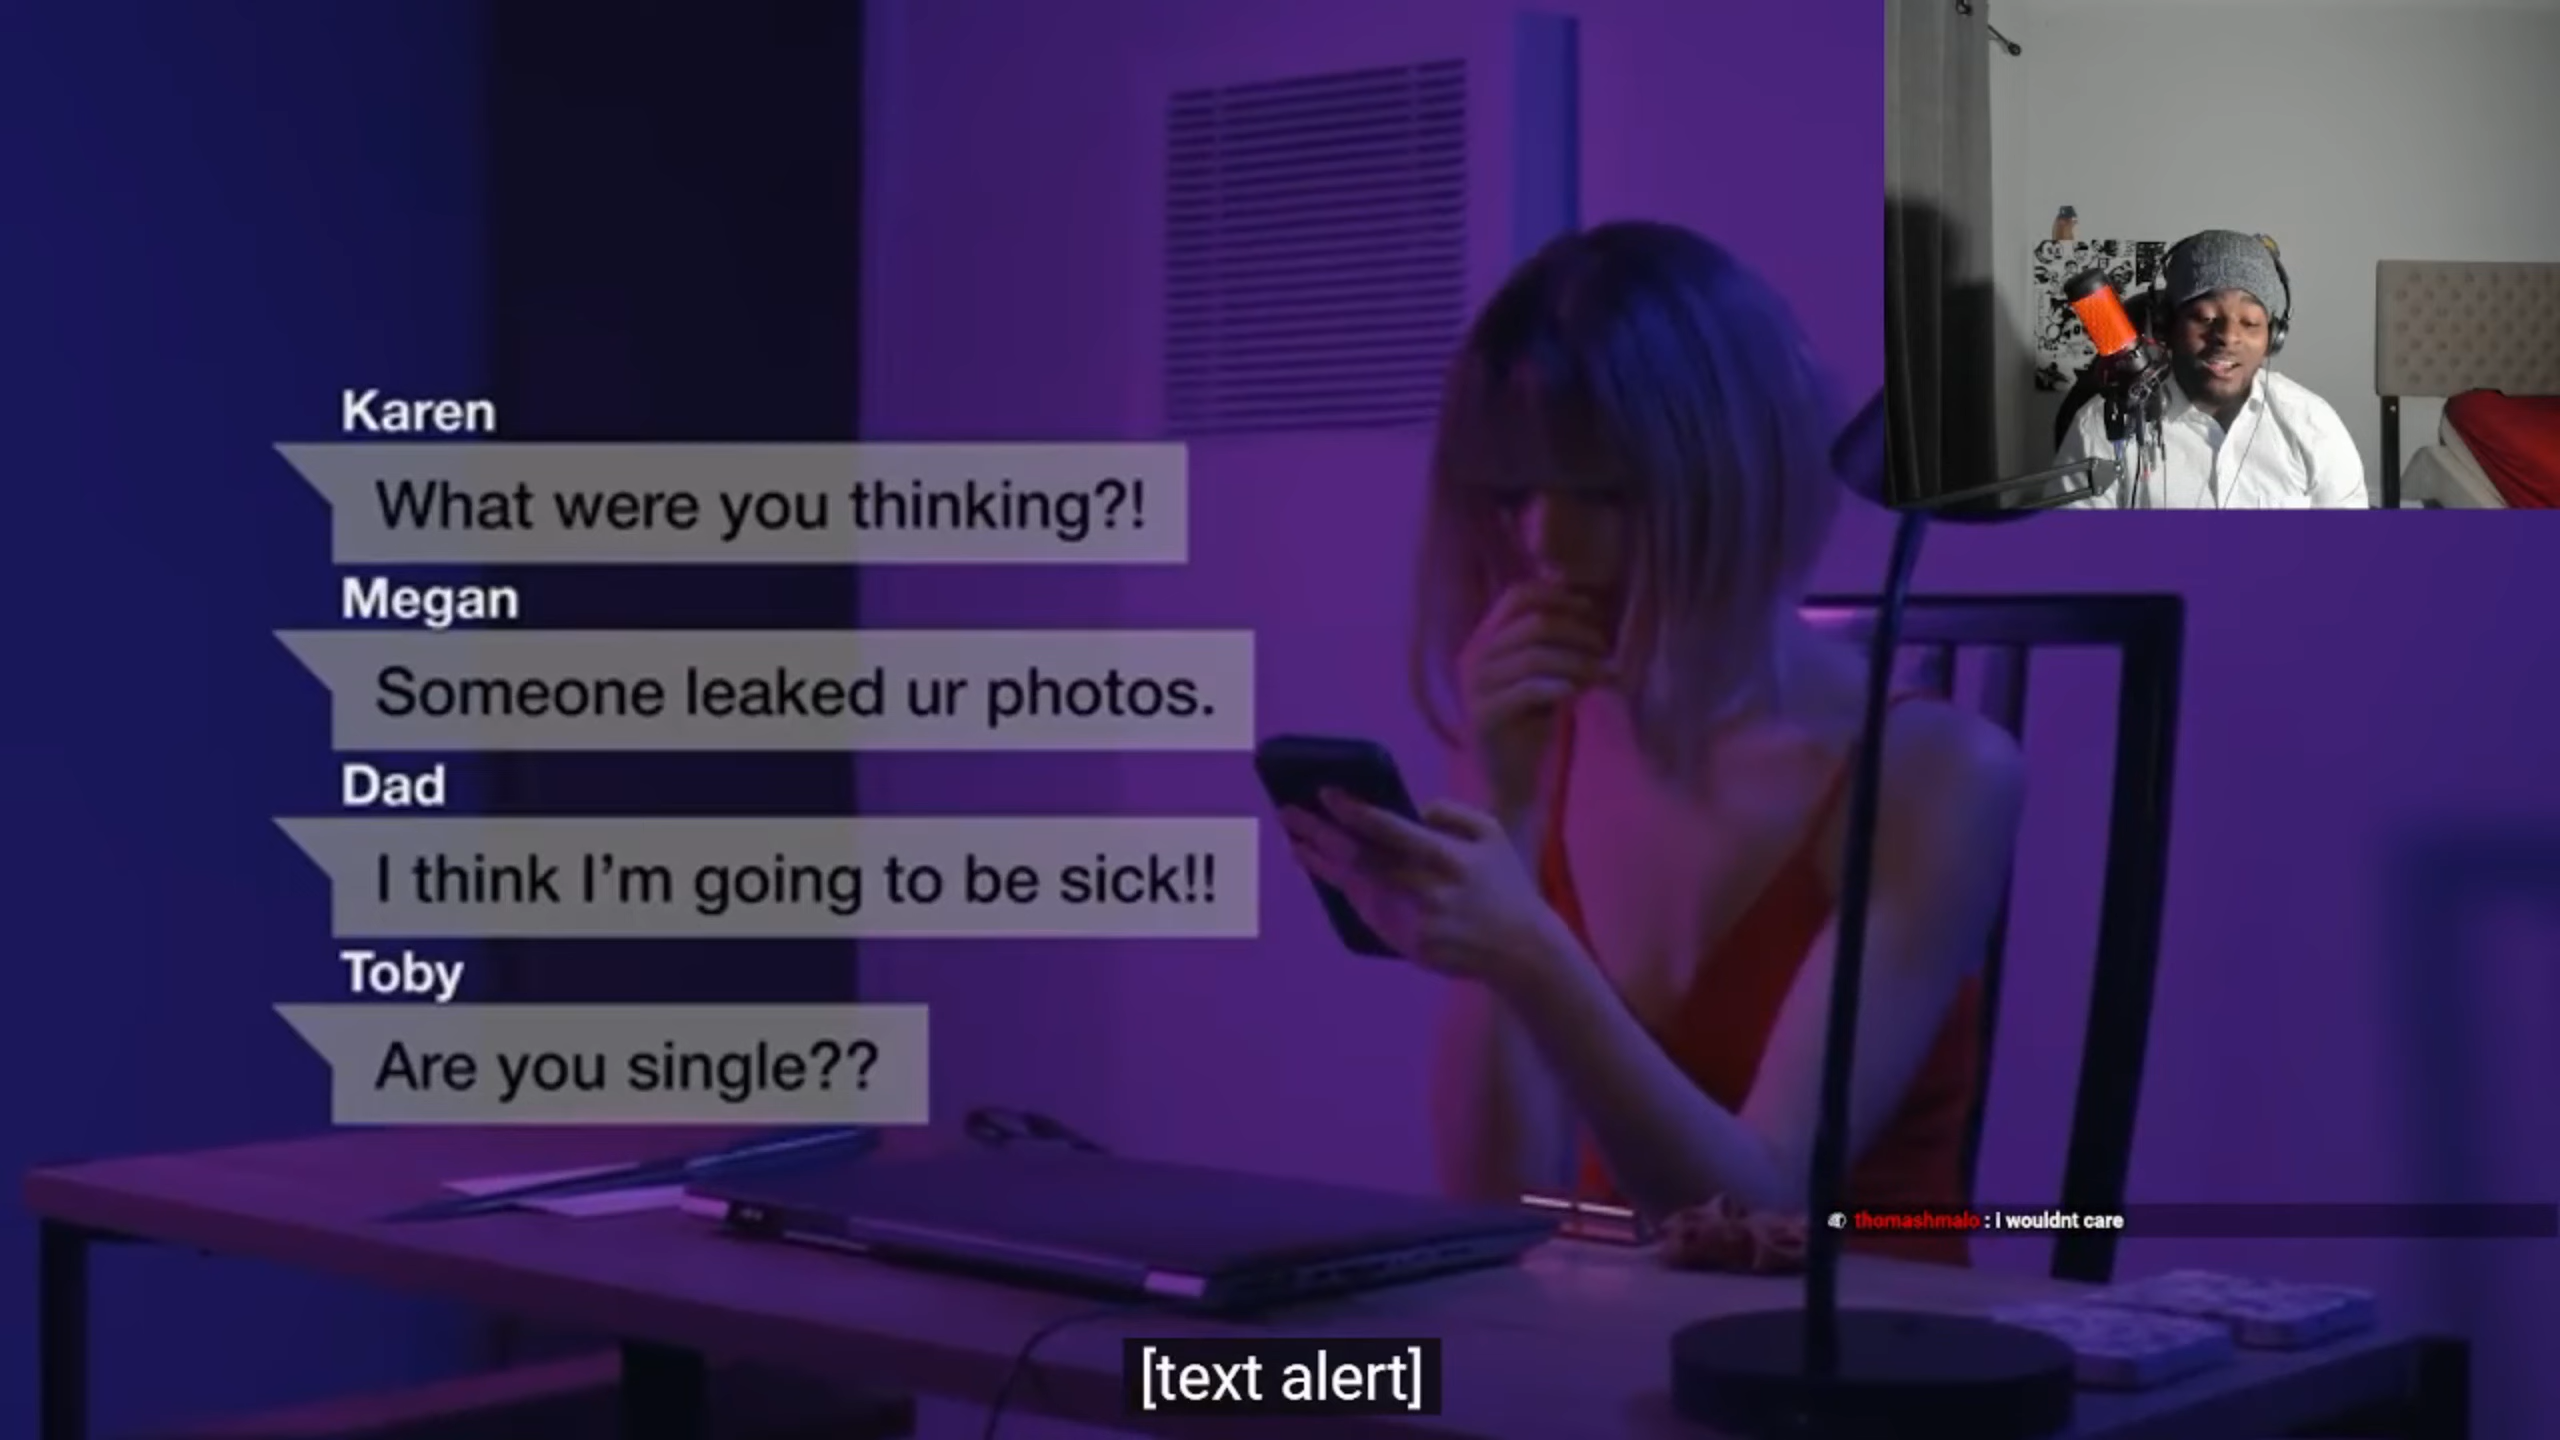 Karen
What were you thinking?!
Megan
Someone leaked ur photos.
Dad
I think I'm going to be sick!!
Toby
Are you single??
thomashmalo : i wouldnt care
[text alert]